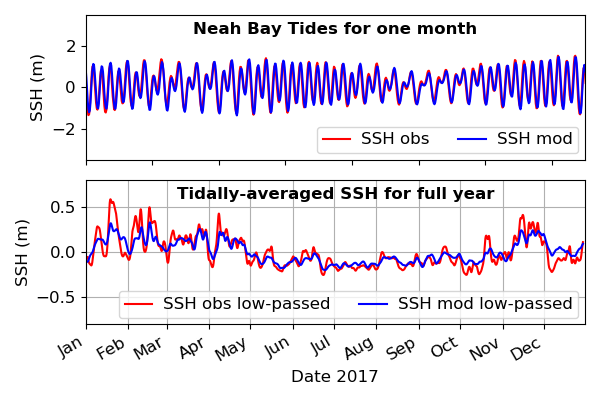 Neah Bay Tides for one month
SSH (m)
2
0
−2
SSH obs
SSH mod
Tidally-averaged SSH for full year
SSH (m)
0.5
0.0
−0.5
SSH obs low-passed
SSH mod low-passed
Jan
Feb
Mar
Apr
May
Jun
Jul
Aug
Sep
Oct
Nov
Dec
Date 2017